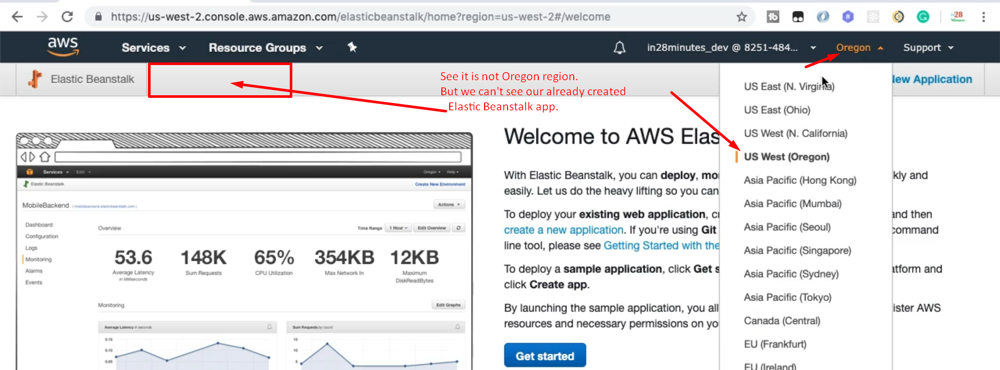 https://us-west-2.console.aws.amazon.com/elasticbeanstalk/home?region=us-west-2#/welcome
aws Services Resource Groups in28minutes_dev @ 8251-484... Oregon Support
Elastic Beanstalk
lew Application
See it is not Oregon region.
But we can't see our already created
Elastic Beanstalk app.
US East (N. Virginia)
US East (Ohio)
US West (N. California)
US West (Oregon)
Asia Pacific (Hong Kong)
Asia Pacific (Mumbai)
Asia Pacific (Seoul)
Asia Pacific (Singapore)
Asia Pacific (Sydney)
Asia Pacific (Tokyo)
Canada (Central)
EU (Frankfurt)
EU (Ireland)
Services Edit Oregon Help
Elastic Beanstalk Create New Environment
MobileBackend ( mobilebackend.elasticbeanstalk.com ) Actions
Dashboard
Configuration
Logs
Monitoring
Alarms
Events
Overview Time Range 1 Hour Edit Overview
53.6 148K 65% 354KB 12KB
Average Latency Sum Requests CPU Utilization Max Network In Maximum
in Milliseconds DiskReadBytes
Monitoring Edit Graphs
Average Latency in seconds Sum Requests by count
0.15 15
0.10 10
0.05 5
Welcome to AWS Elas
With Elastic Beanstalk, you can deploy, mo kly and
easily. Let us do the heavy lifting so you can
To deploy your existing web application, cr and then
create a new application. If you're using Git command
line tool, please see Getting Started with the
To deploy a sample application, click Get s tform and
click Create app.
By launching the sample application, you all ister AWS
resources and necessary permissions on yo
Get started